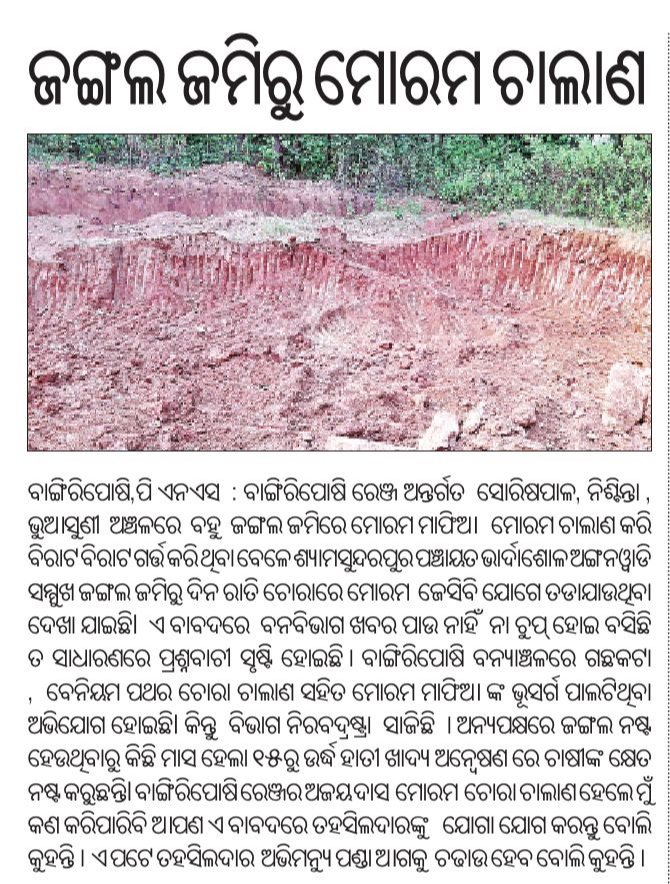 ଜଙ୍ଗଲ ଜମିରୁ ମୋରମ ଚାଲାଣ
ବାଙ୍ଗିରିପୋଷି,ପି ଏନଏସ : ବାଙ୍ଗିରିପୋଷି ରେଞ୍ଜ ଅନ୍ତର୍ଗତ ସୋରିଷପାଳ, ନିଶ୍ଚିନ୍ତା ,
ଭୁଆସୁଣୀ ଅଞ୍ଚଳରେ ବହୁ ଜଙ୍ଗଲ ଜମିରେ ମୋରମ ମାଫିଆ ମୋରମ ଚାଲାଣ କରି
ବିରାଟ ବିରାଟ ଗର୍ତ୍ତ କରି ଥିବା ବେଳେ ଶ୍ୟାମସୁନ୍ଦରପୁର ପଞ୍ଚାୟତ ଭାର୍ଦାଶୋଳ ଅଙ୍ଗନୱାଡି
ସମ୍ମୁଖ ଜଙ୍ଗଲ ଜମିରୁ ଦିନ ରାତି ଚୋରାରେ ମୋରମ ଜେସିବି ଯୋଗେ ତଡାଯାଉଥିବା
ଦେଖା ଯାଇଛି। ଏ ବାବଦରେ ବନବିଭାଗ ଖବର ପାଉ ନାହିଁ ନା ଚୁପ୍ ହୋଇ ବସିଛି
ତ ସାଧାରଣରେ ପ୍ରଶ୍ନବାଚୀ ସୃଷ୍ଟି ହୋଇଛି । ବାଙ୍ଗିରିପୋଷି ବନ୍ୟାଞ୍ଚଳରେ ଗଛକଟା
, ବେନିୟମ ପଥର ଚୋରା ଚାଲାଣ ସହିତ ମୋରମ ମାଫିଆ ଙ୍କ ଭୂସର୍ଗ ପାଲଟିଥିବା
ଅଭିଯୋଗ ହୋଇଛି। କିନ୍ତୁ ବିଭାଗ ନିରବଦ୍ରଷ୍ଟା ସାଜିଛି । ଅନ୍ୟପକ୍ଷରେ ଜଙ୍ଗଲ ନଷ୍ଟ
ହେଉଥିବାରୁ କିଛି ମାସ ହେଲା ୧୫ରୁ ଉର୍ଦ୍ଧ ହାତୀ ଖାଦ୍ୟ ଅନ୍ୱେଷଣ ରେ ଚାଷୀଙ୍କ କ୍ଷେତ
ନଷ୍ଟ କରୁଛନ୍ତି। ବାଙ୍ଗିରିପୋଷି ରେଞ୍ଜର ଅଜୟଦାସ ମୋରମ ଚୋରା ଚାଲାଣ ହେଲେ ମୁଁ
କଣ କରିପାରିବି ଆପଣ ଏ ବାବଦରେ ତହସିଲଦାରଙ୍କୁ ଯୋଗା ଯୋଗ କରନ୍ତୁ ବୋଲି
କୁହନ୍ତି । ଏ ପଟେ ତହସିଲଦାର ଅଭିମନ୍ୟୁ ପଣ୍ଡା ଆଗକୁ ଚଢାଉ ହେବ ବୋଲି କୁହନ୍ତି ।